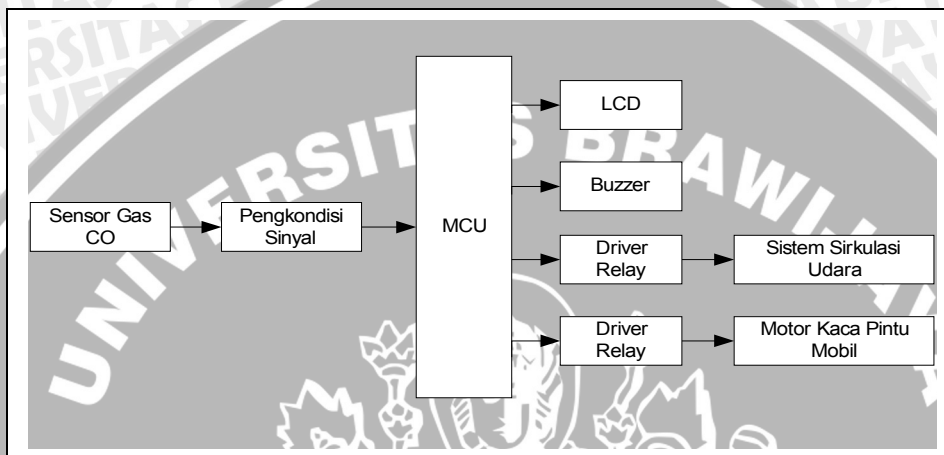 UNIVERSITAS BRAWIJAYA
Sensor Gas
CO
Pengkondisi
Sinyal
MCU
LCD
Buzzer
Driver
Relay
Sistem Sirkulasi
Udara
Driver
Relay
Motor Kaca Pintu
Mobil